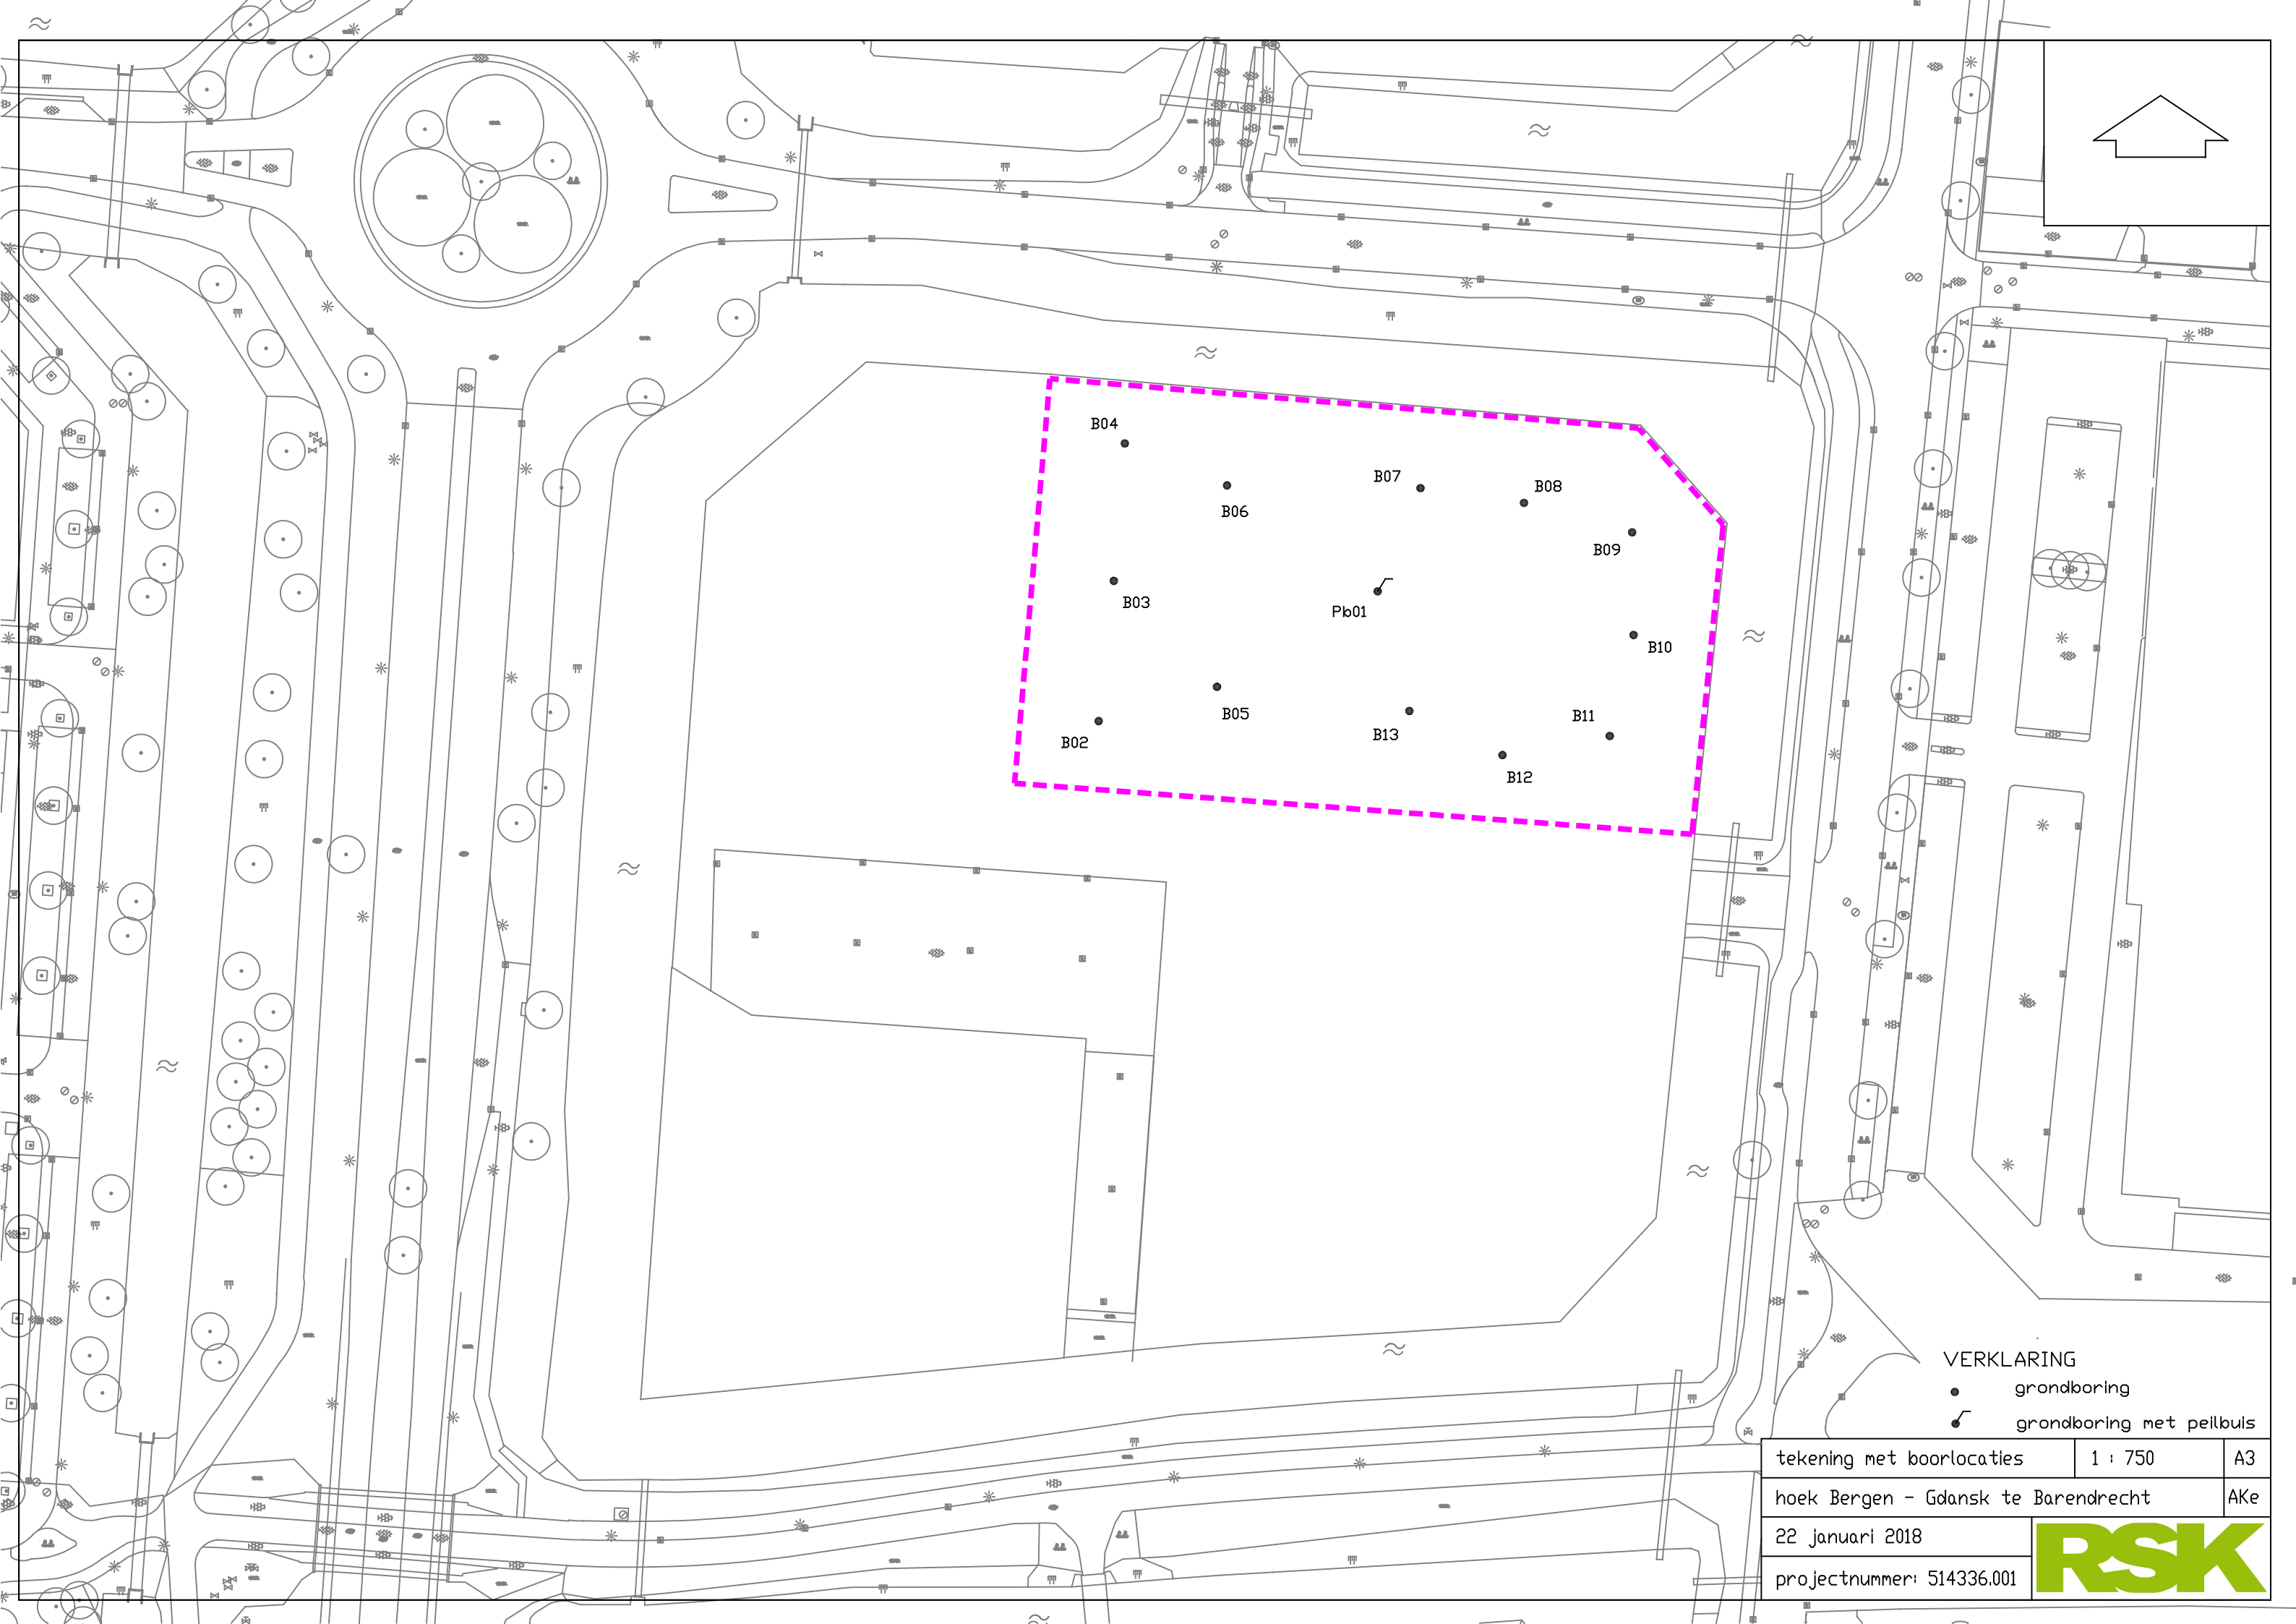 B04
B07
B08
B06
B09
B03
Pb01
B10
B05
B11
B02
B13
B12
VERKLARING
grondboring
grondboring met peilbuis
tekening met boorlocaties 1 : 750 A3
hoek Bergen - Gdansk te Barendrecht AKe
22 januari 2018
projectnummer: 514336.001
RSK